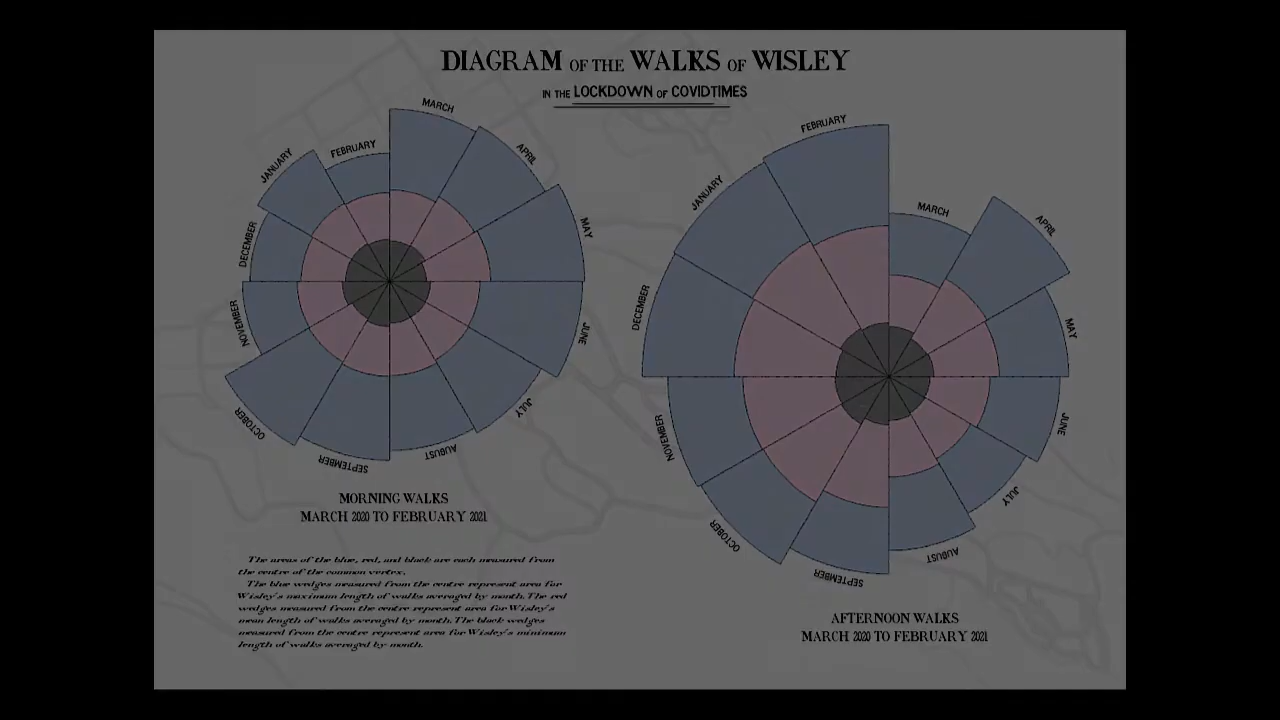 DIAGRAM OF THE WALKS OF WISLEY
IN THE LOCKDOWN OF COVIDTIMES
MARCH
APRIL
MAY
JUNE
JULY
AUGUST
SEPTEMBER
OCTOBER
NOVEMBER
DECEMBER
JANUARY
FEBRUARY
MORNING WALKS
MARCH 2020 TO FEBRUARY 2021
The areas of the blue, red, and black are each measured from
the centre of the common vertex.
The blue wedges measured from the centre represent area for
Wisley's maximum length of walks averaged by month. The red
wedges measured from the centre represent area for Wisley's
mean length of walks averaged by month. The black wedges
measured from the centre represent area for Wisley's minimum
length of walks averaged by month.
MARCH
APRIL
MAY
JUNE
JULY
AUGUST
SEPTEMBER
OCTOBER
NOVEMBER
DECEMBER
JANUARY
FEBRUARY
AFTERNOON WALKS
MARCH 2020 TO FEBRUARY 2021